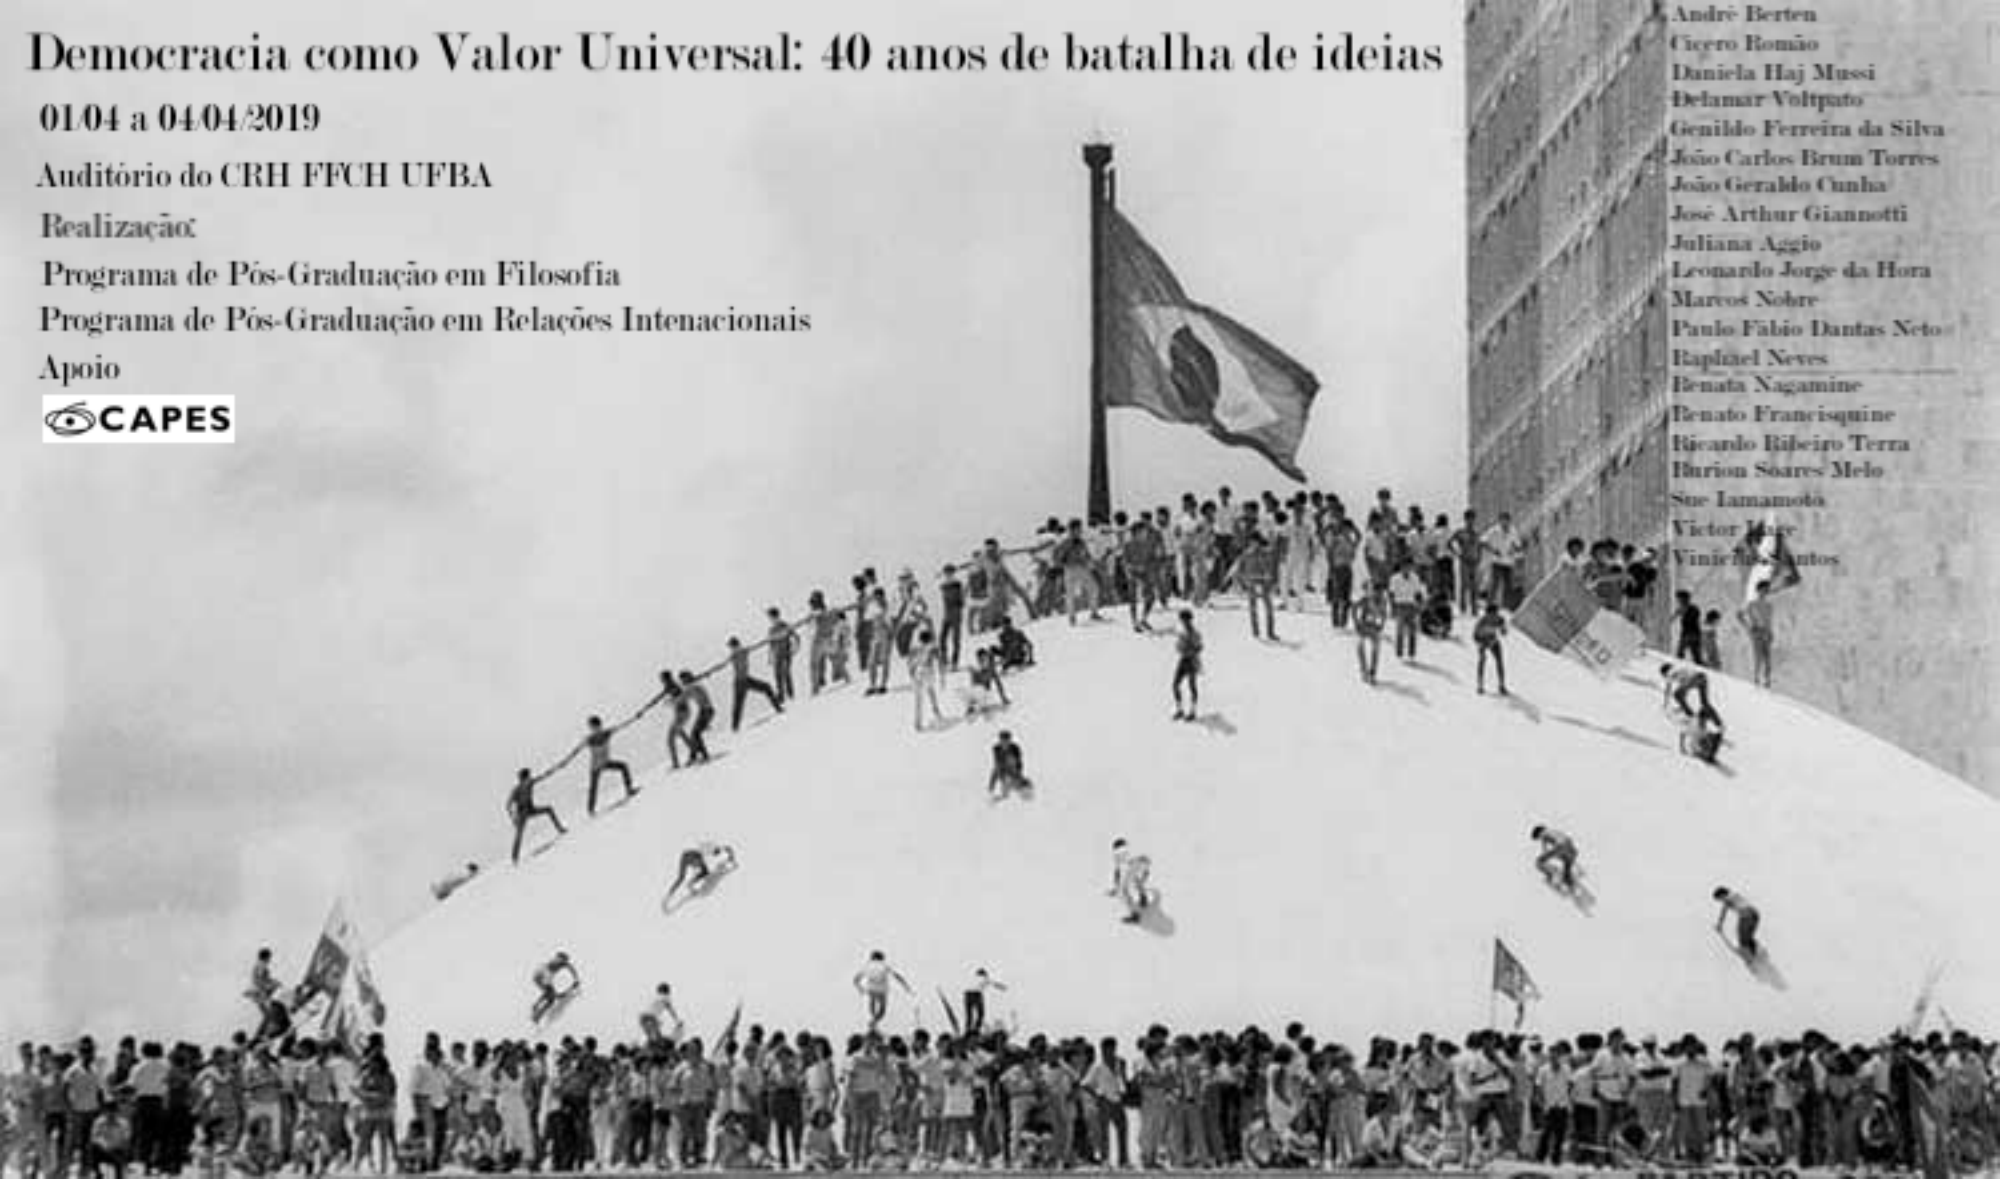 Democracia como Valor Universal: 40 anos de batalha de ideias
01/04 a 04/04/2019
Auditório do CRH FFCH UFBA
Realização:
Programa de Pós-Graduação em Filosofia
Programa de Pós-Graduação em Relações Intenacionais
Apoio
CAPES
André Berten
Cicero Romão
Daniela Haj Mussi
Delamar Voltpato
Genildo Ferreira da Silva
João Carlos Brum Torres
João Geraldo Cunha
José Arthur Giannotti
Juliana Aggio
Leonardo Jorge da Hora
Marcos Nobre
Paulo Fábio Dantas Neto
Raphael Neves
Renata Nagamine
Renato Francisquine
Ricardo Ribeiro Terra
Rurion Soares Melo
Sue Iamamoto
Victor
PARTIDO